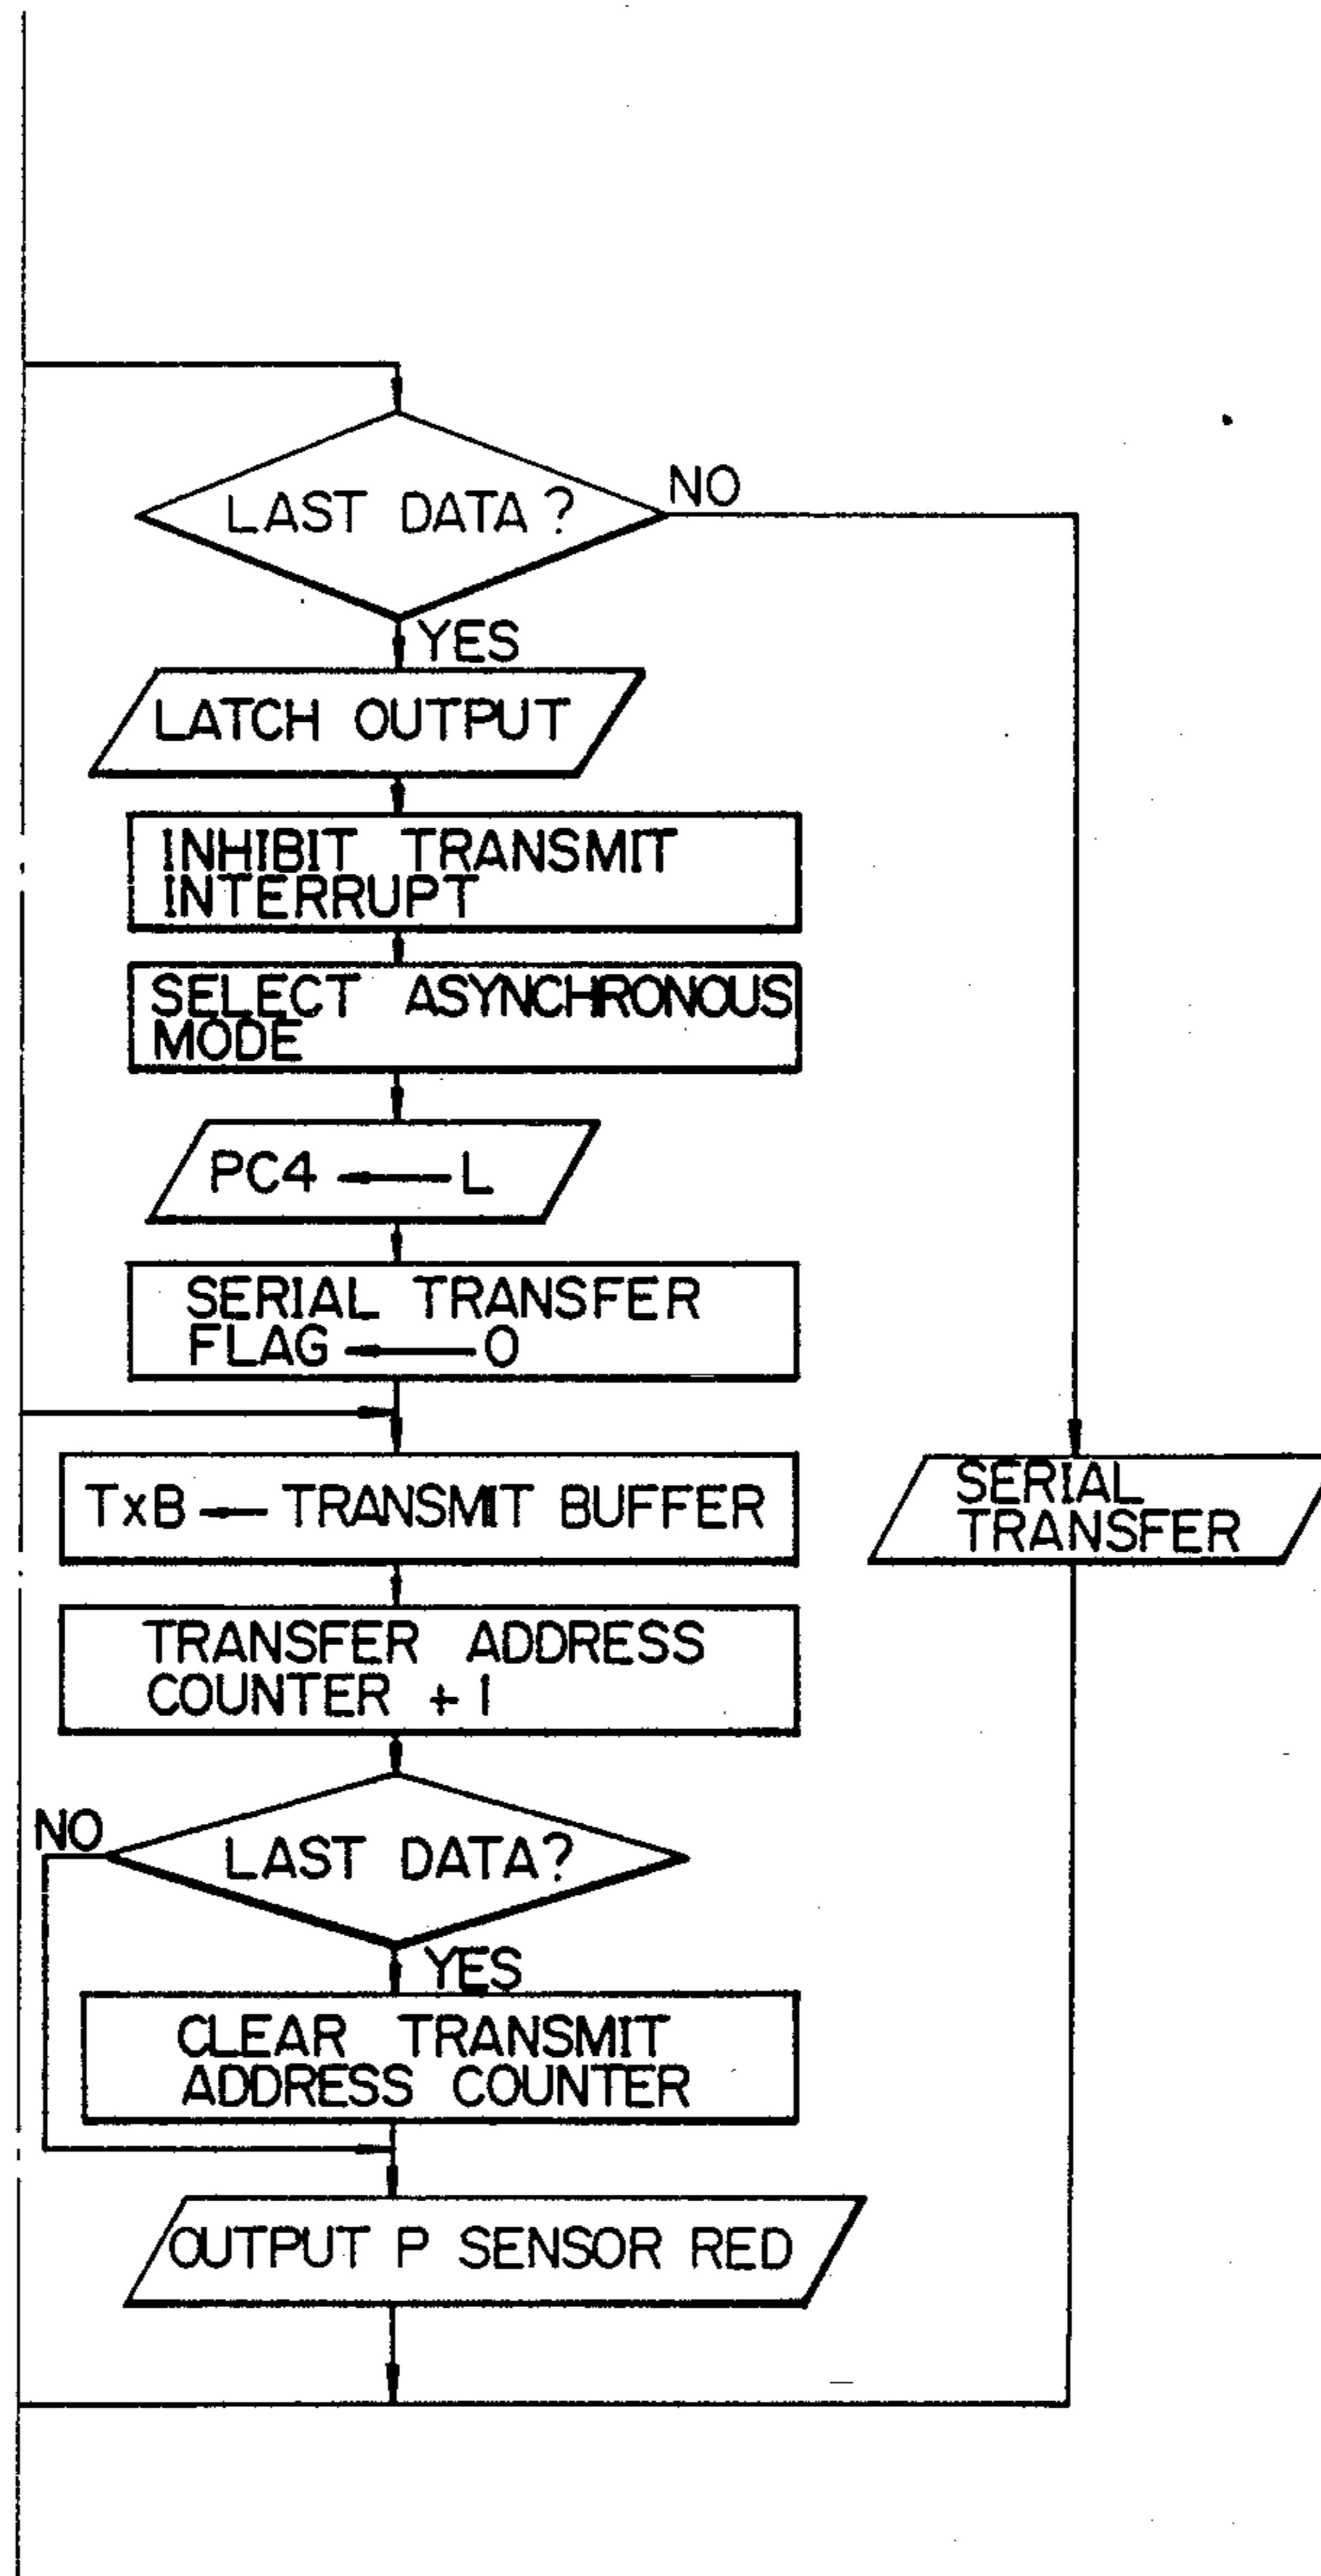 LAST DATA?
NO
YES
LATCH OUTPUT
INHIBIT TRANSMIT
INTERRUPT
SELECT ASYNCHRONOUS
MODE
PC4 ← L
SERIAL TRANSFER
FLAG ← 0
TxB ← TRANSMIT BUFFER
SERIAL
TRANSFER
TRANSFER ADDRESS
COUNTER + 1
NO
LAST DATA?
YES
CLEAR TRANSMIT
ADDRESS COUNTER
OUTPUT P SENSOR RED